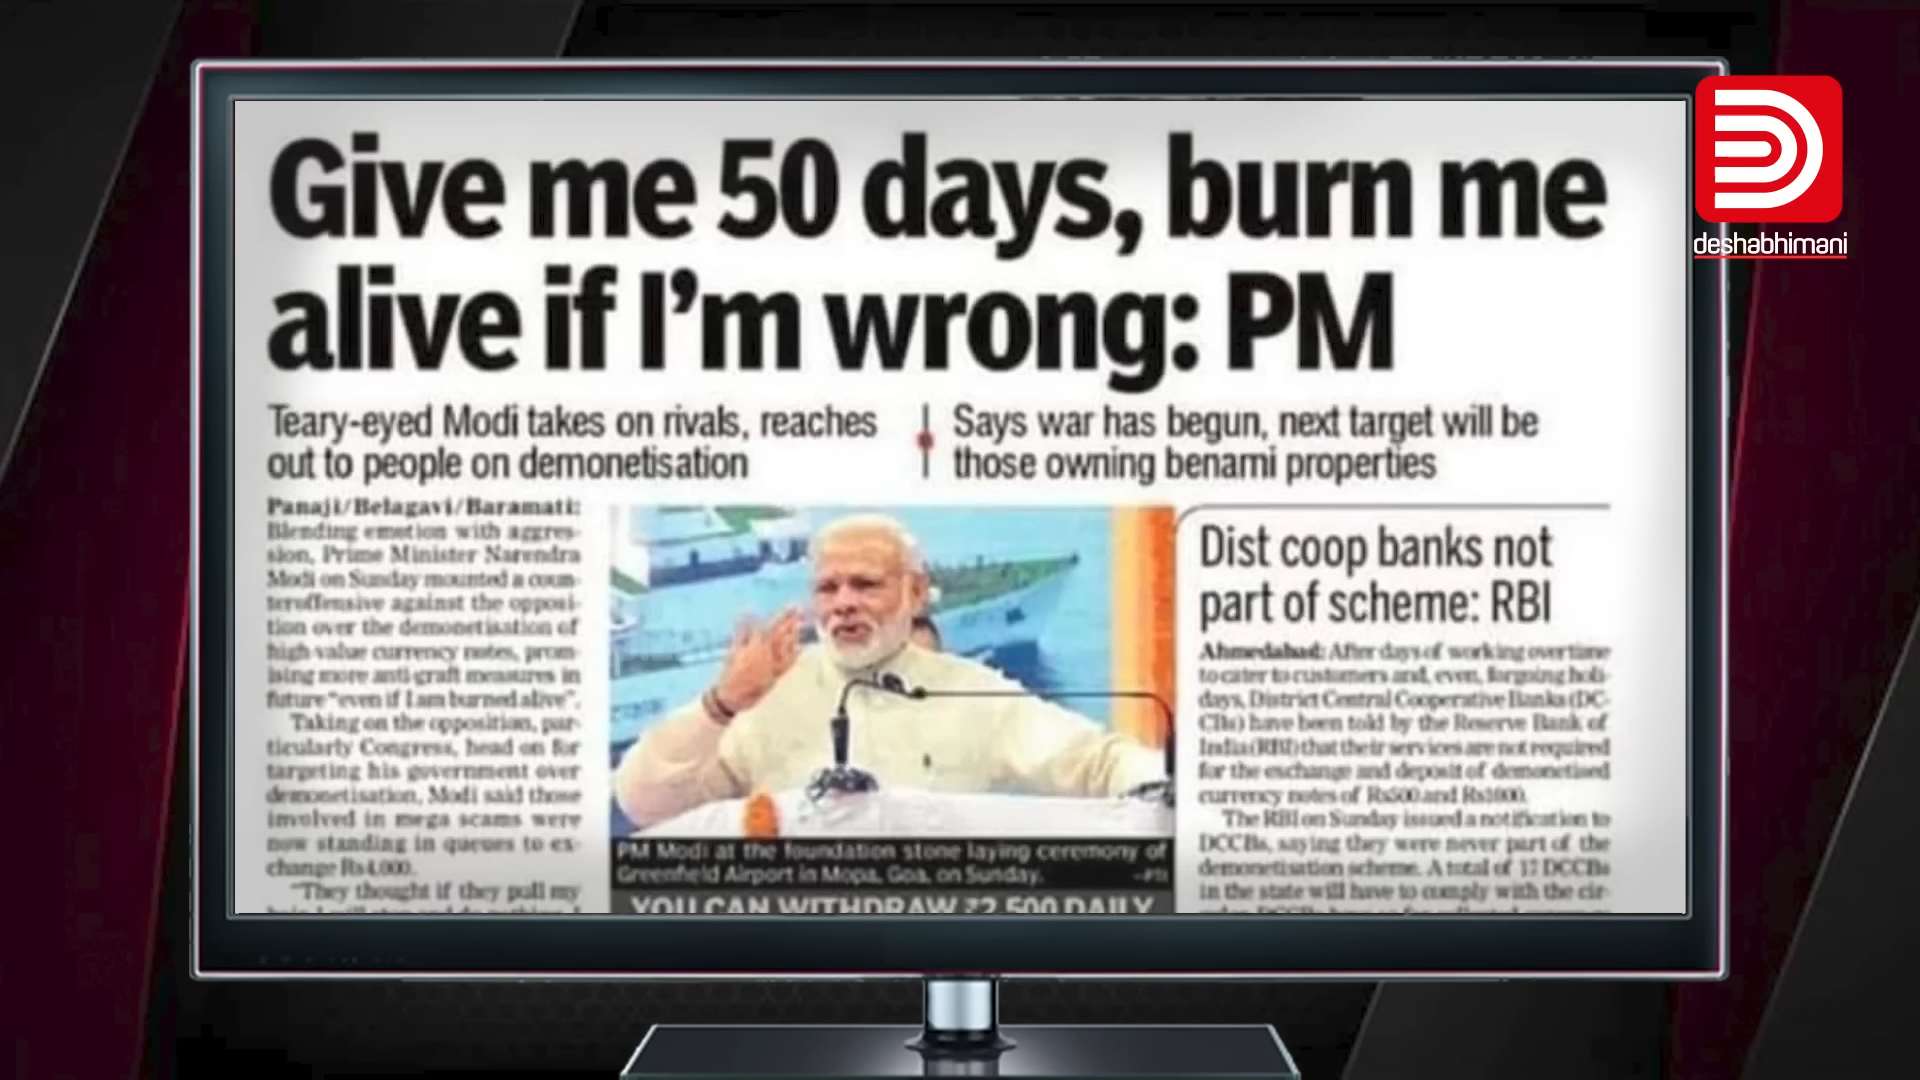 Give me 50 days, burn me
alive if I'm wrong: PM
Teary-eyed Modi takes on rivals, reaches
out to people on demonetisation
Says war has begun, next target will be
those owning benami properties
Panaji/Belagavi/Baramati:
Blending emotion with aggres-
sion, Prime Minister Narendra
Modi on Sunday mounted a coun-
teroffensive against the opposi-
tion over the demonetisation of
high-value currency notes, prom-
ising more anti-graft measures in
future "even if I am burned alive".
Taking on the opposition, par-
ticularly Congress, head on for
targeting his government over
demonetisation, Modi said those
involved in mega scams were
now standing in queues to ex-
change Rs4,000.
"They thought if they pull my
PM Modi at the foundation stone laying ceremony of
Greenfield Airport in Mopa, Goa, on Sunday. –PTI
YOU CAN WITHDRAW ₹2,500 DAILY
Dist coop banks not
part of scheme: RBI
Ahmedabad: After days of working overtime
to cater to customers and, even, forgoing holi-
days, District Central Cooperative Banks (DC-
CBs) have been told by the Reserve Bank of
India (RBI) that their services are not required
for the exchange and deposit of demonetised
currency notes of Rs500 and Rs1000.
The RBI on Sunday issued a notification to
DCCBs, saying they were never part of the
demonetisation scheme. A total of 17 DCCBs
in the state will have to comply with the cir-
deshabhimani